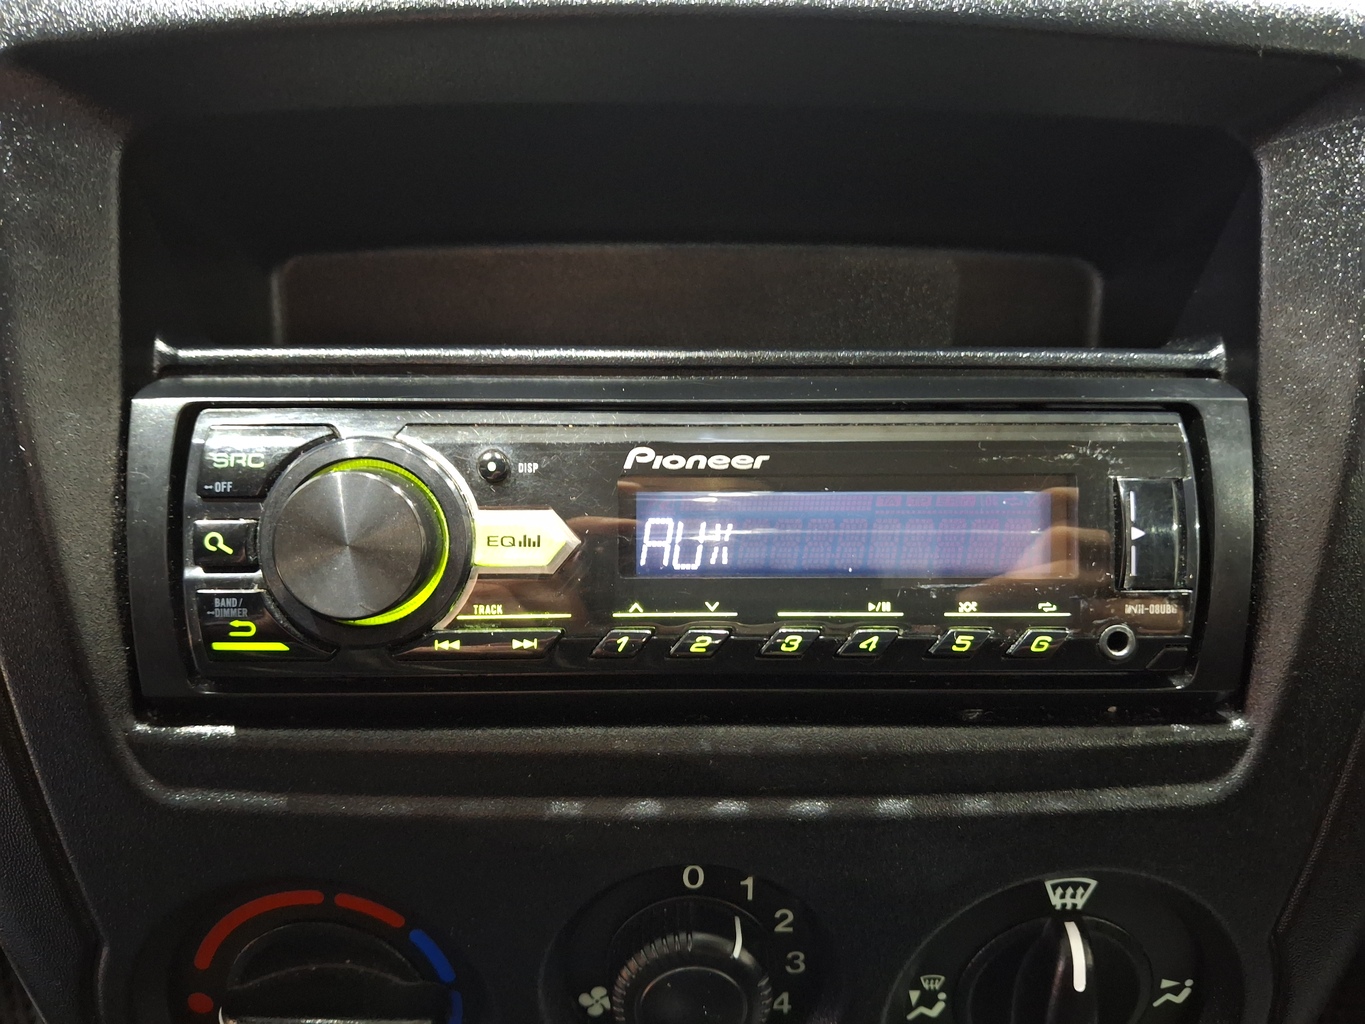 SRC
OFF
DISP
Pioneer
EQ
AUX
BAND/
DIMMER
TRACK
1 2 3 4 5 6
0
1
2
3
4